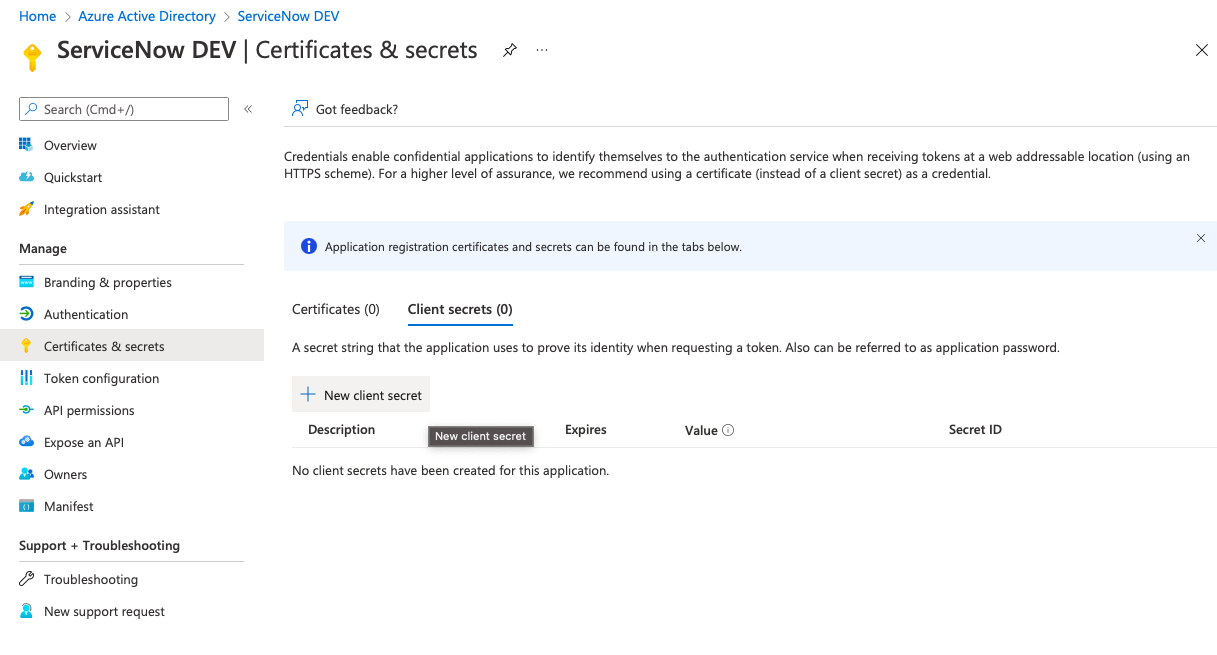 Home > Azure Active Directory > ServiceNow DEV
ServiceNow DEV | Certificates & secrets
Search (Cmd+/)
Overview
Quickstart
Integration assistant
Manage
Branding & properties
Authentication
Certificates & secrets
Token configuration
API permissions
Expose an API
Owners
Manifest
Support + Troubleshooting
Troubleshooting
New support request
Got feedback?
Credentials enable confidential applications to identify themselves to the authentication service when receiving tokens at a web addressable location (using an
HTTPS scheme). For a higher level of assurance, we recommend using a certificate (instead of a client secret) as a credential.
Application registration certificates and secrets can be found in the tabs below.
Certificates (0) Client secrets (0)
A secret string that the application uses to prove its identity when requesting a token. Also can be referred to as application password.
New client secret
Description Expires Value Secret ID
New client secret
No client secrets have been created for this application.